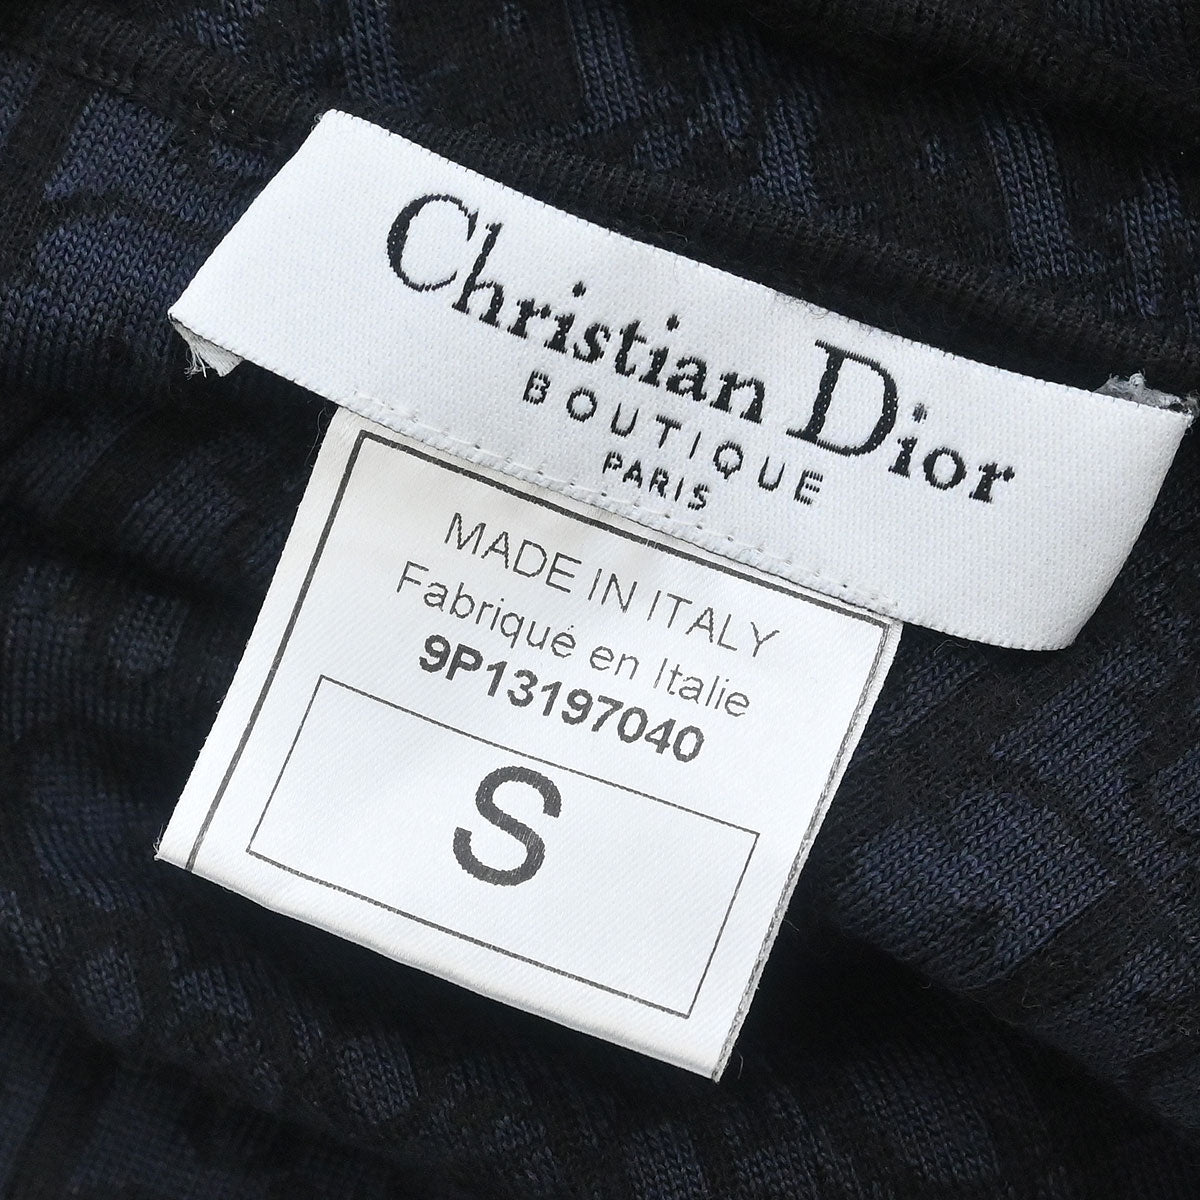 Christian Dior
BOUTIQUE
PARIS
MADE IN ITALY
Fabriqué en Italie
9P13197040
S